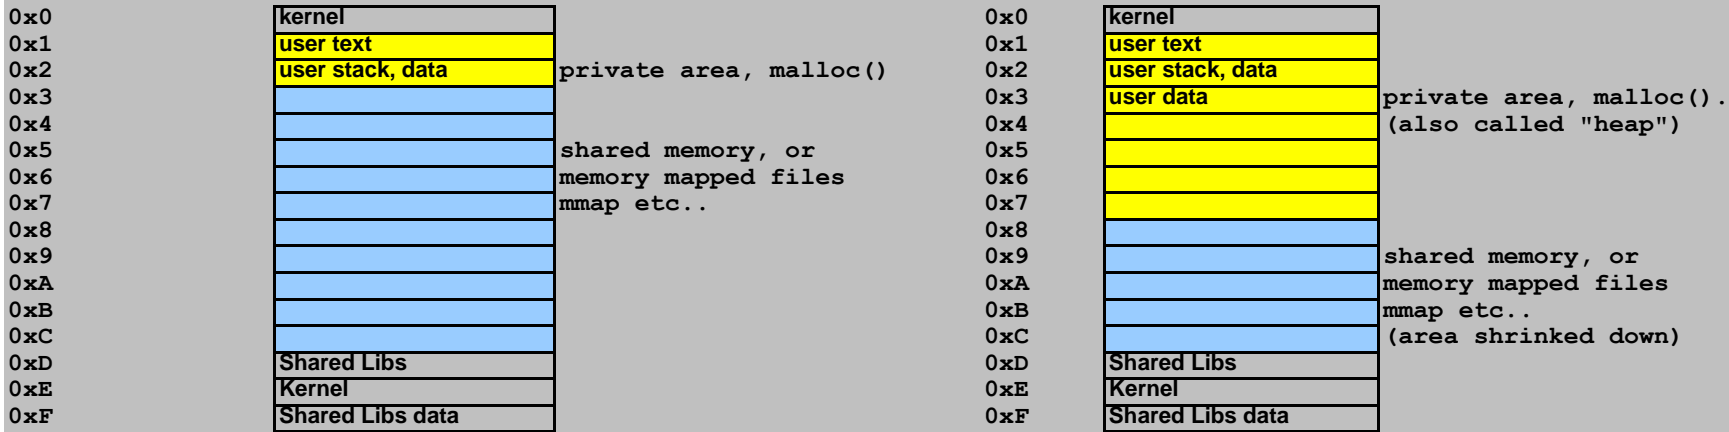 0x0 kernel
0x1 user text
0x2 user stack, data private area, malloc()
0x3
0x4
0x5 shared memory, or
0x6 memory mapped files
0x7 mmap etc..
0x8
0x9
0xA
0xB
0xC
0xD Shared Libs
0xE Kernel
0xF Shared Libs data
0x0 kernel
0x1 user text
0x2 user stack, data
0x3 user data private area, malloc().
0x4 (also called "heap")
0x5
0x6
0x7
0x8
0x9 shared memory, or
0xA memory mapped files
0xB mmap etc..
0xC (area shrinked down)
0xD Shared Libs
0xE Kernel
0xF Shared Libs data